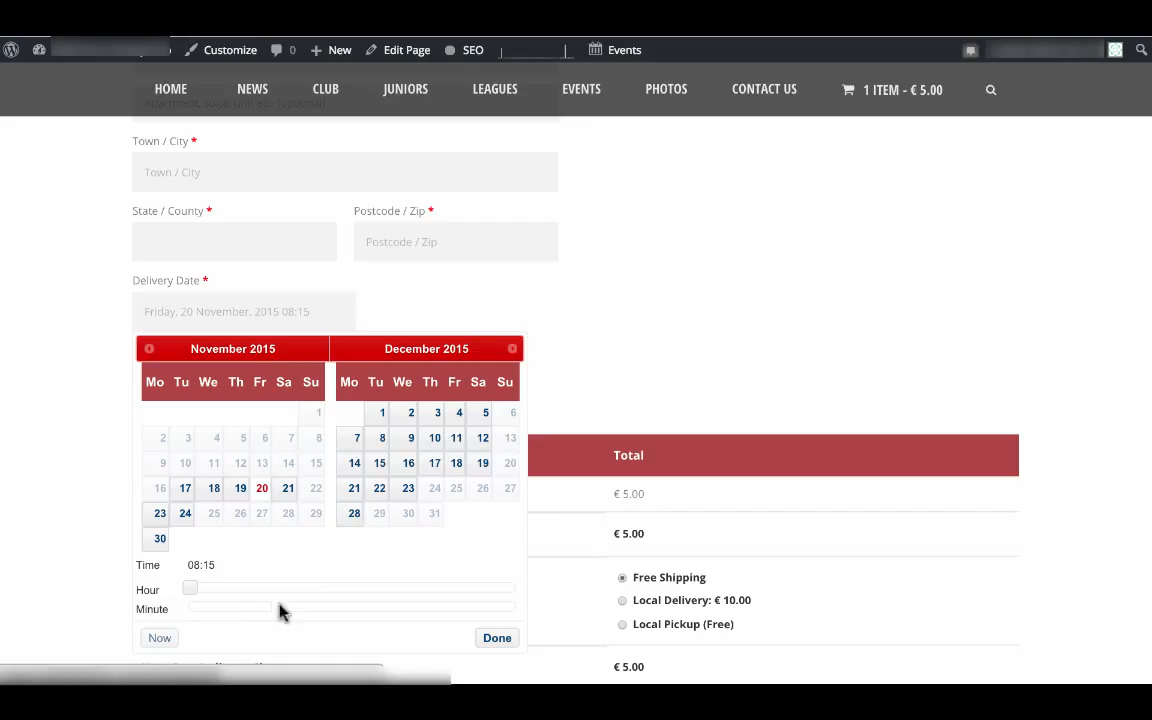 Customize 0 New Edit Page SEO Events
HOME NEWS CLUB JUNIORS LEAGUES EVENTS PHOTOS CONTACT US 1 ITEM - € 5.00
Apartment, suite, unit etc. (optional)
Town / City *
Town / City
State / County * Postcode / Zip *
Postcode / Zip
Delivery Date *
Friday, 20 November, 2015 08:15
November 2015 December 2015
Mo Tu We Th Fr Sa Su Mo Tu We Th Fr Sa Su
1 1 2 3 4 5 6
2 3 4 5 6 7 8 7 8 9 10 11 12 13
9 10 11 12 13 14 15 14 15 16 17 18 19 20
16 17 18 19 20 21 22 21 22 23 24 25 26 27
23 24 25 26 27 28 29 28 29 30 31
30
Total
€ 5.00
€ 5.00
Time 08:15
Free Shipping
Hour
Local Delivery: € 10.00
Minute
Local Pickup (Free)
Now Done
€ 5.00